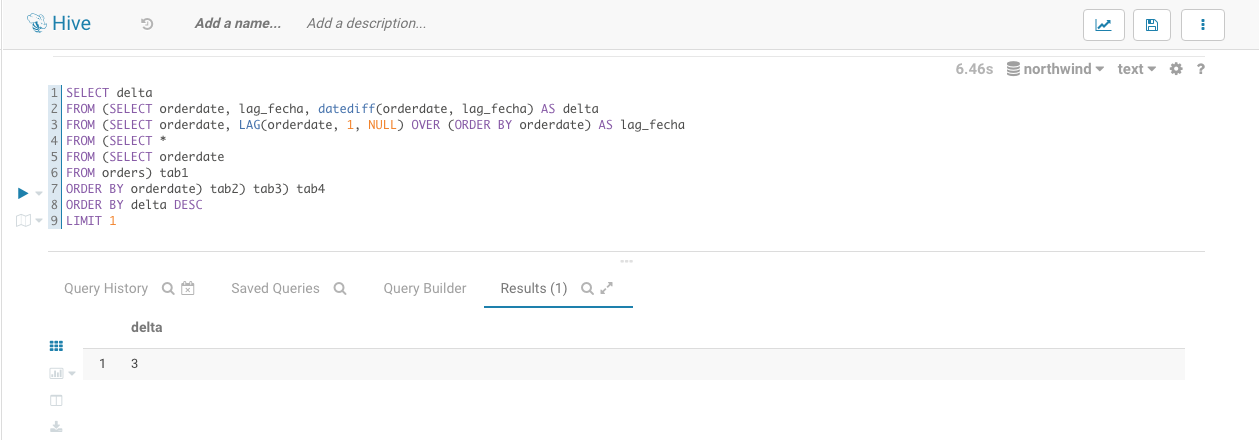 Hive Add a name... Add a description...
6.46s northwind text ?
1 SELECT delta
2 FROM (SELECT orderdate, lag_fecha, datediff(orderdate, lag_fecha) AS delta
3 FROM (SELECT orderdate, LAG(orderdate, 1, NULL) OVER (ORDER BY orderdate) AS lag_fecha
4 FROM (SELECT *
5 FROM (SELECT orderdate
6 FROM orders) tab1
7 ORDER BY orderdate) tab2) tab3) tab4
8 ORDER BY delta DESC
9 LIMIT 1
Query History Saved Queries Query Builder Results (1)
delta
1 3